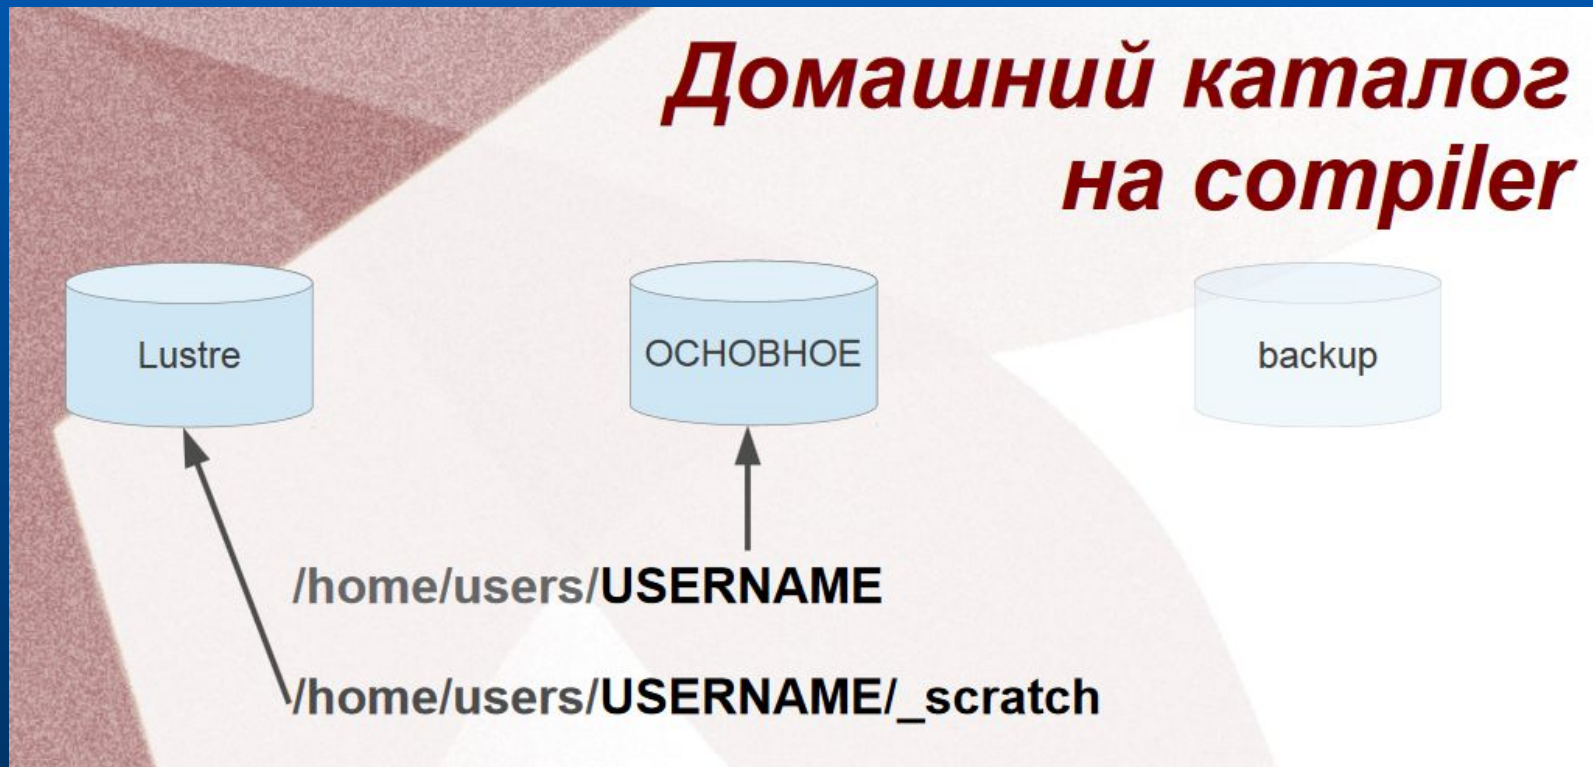 Домашний каталог
на compiler
Lustre
ОСНОВНОЕ
backup
/home/users/USERNAME
/home/users/USERNAME/_scratch